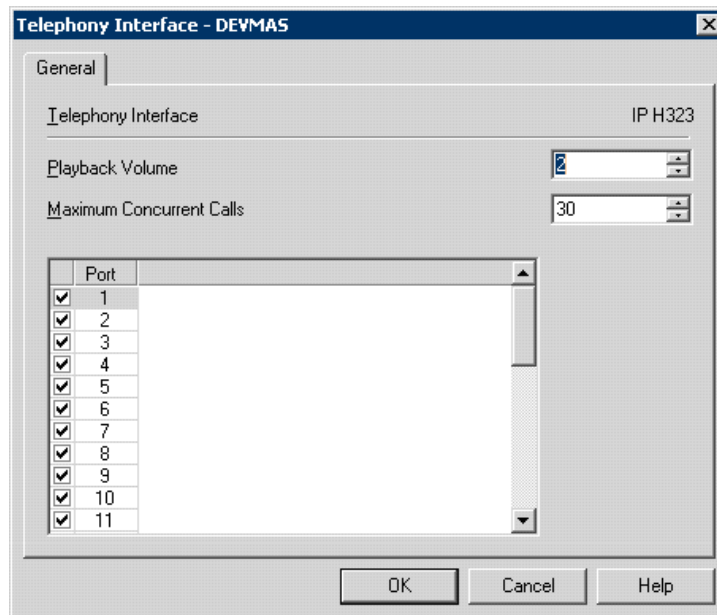 Telephony Interface - DEVMAS
General
Telephony Interface IP H323
Playback Volume 2
Maximum Concurrent Calls 30
Port
1
2
3
4
5
6
7
8
9
10
11
OK Cancel Help